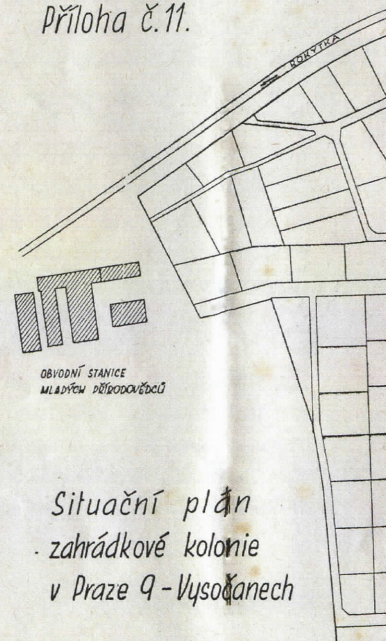 Příloha č.11.
ROKYTKA
OBVODNÍ STANICE
MLADÝCH PŘÍRODOVĚDCŮ
Situační plán
zahrádkové kolonie
v Praze 9 - Vysočanech